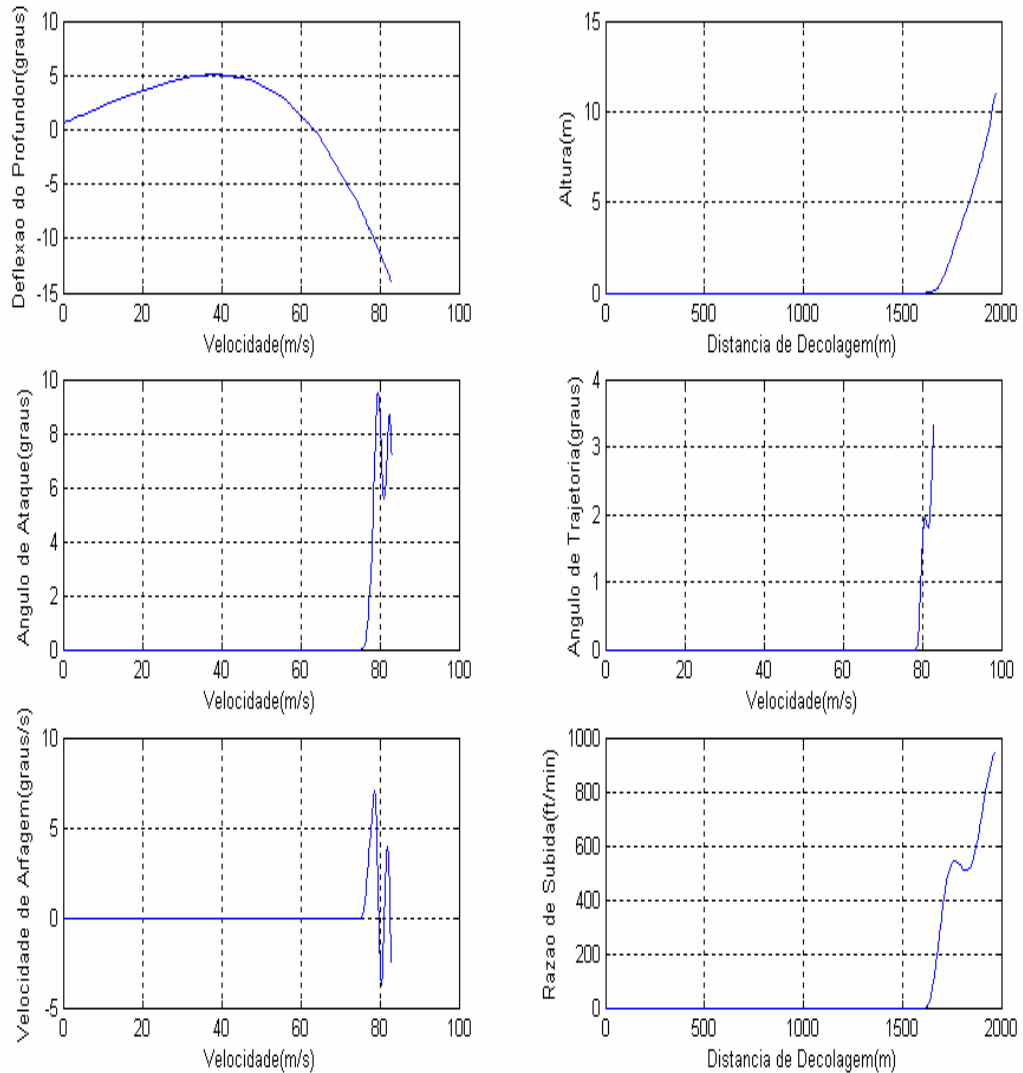 Deflexao do Profundor(graus)
10
5
0
-5
-10
-15
0 20 40 60 80 100
Velocidade(m/s)
Altura(m)
15
10
5
0
0 500 1000 1500 2000
Distancia de Decolagem(m)
Angulo de Ataque(graus)
10
8
6
4
2
0
0 20 40 60 80 100
Velocidade(m/s)
Angulo de Trajetoria(graus)
4
3
2
1
0
0 20 40 60 80 100
Velocidade(m/s)
Velocidade de Arfagem(graus/s)
10
5
0
-5
0 20 40 60 80 100
Velocidade(m/s)
Razao de Subida(ft/min)
1000
800
600
400
200
0
0 500 1000 1500 2000
Distancia de Decolagem(m)